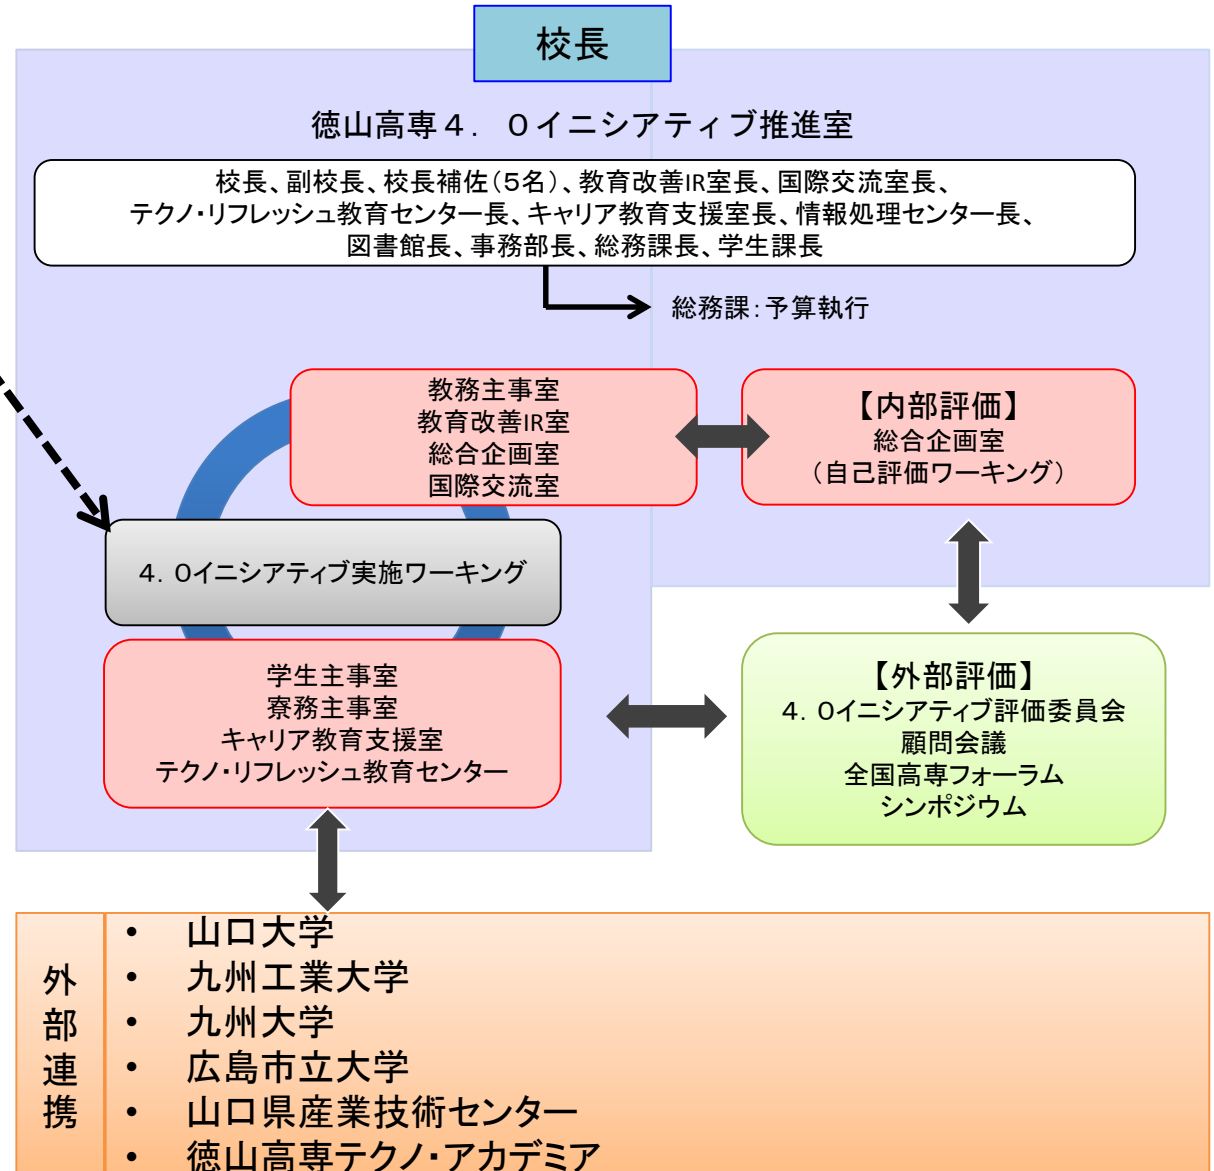 校長
徳山高専４．０イニシアティブ推進室
校長、副校長、校長補佐（５名）、教育改善IR室長、国際交流室長、
テクノ・リフレッシュ教育センター長、キャリア教育支援室長、情報処理センター長、
図書館長、事務部長、総務課長、学生課長
総務課：予算執行
教務主事室
教育改善IR室
総合企画室
国際交流室
【内部評価】
総合企画室
（自己評価ワーキング）
４．０イニシアティブ実施ワーキング
学生主事室
寮務主事室
キャリア教育支援室
テクノ・リフレッシュ教育センター
【外部評価】
４．０イニシアティブ評価委員会
顧問会議
全国高専フォーラム
シンポジウム
外部連携
• 山口大学
• 九州工業大学
• 九州大学
• 広島市立大学
• 山口県産業技術センター
• 徳山高専テクノ・アカデミア